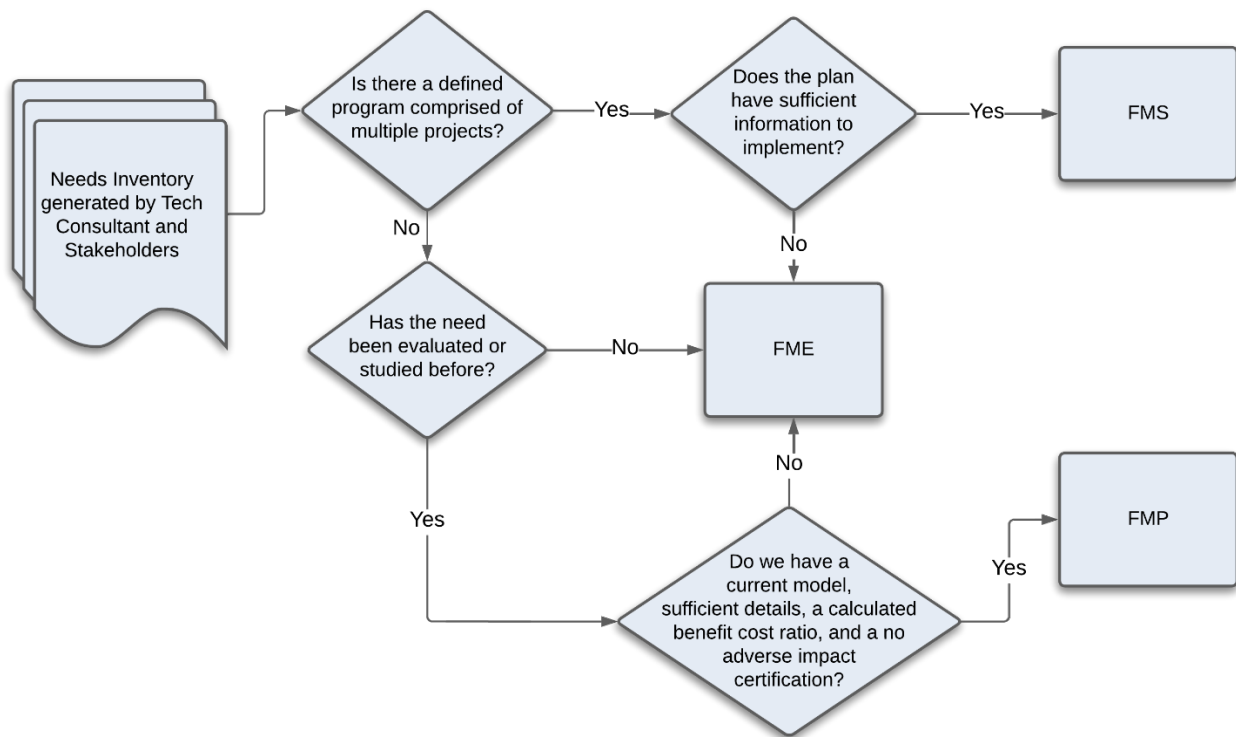 Needs Inventory
generated by Tech
Consultant and
Stakeholders
Is there a defined
program comprised of
multiple projects?
Yes
Does the plan
have sufficient
information to
implement?
Yes
FMS
No
No
Has the need
been evaluated or
studied before?
No
FME
Yes
No
Do we have a
current model,
sufficient details, a calculated
benefit cost ratio, and a no
adverse impact
certification?
Yes
FMP